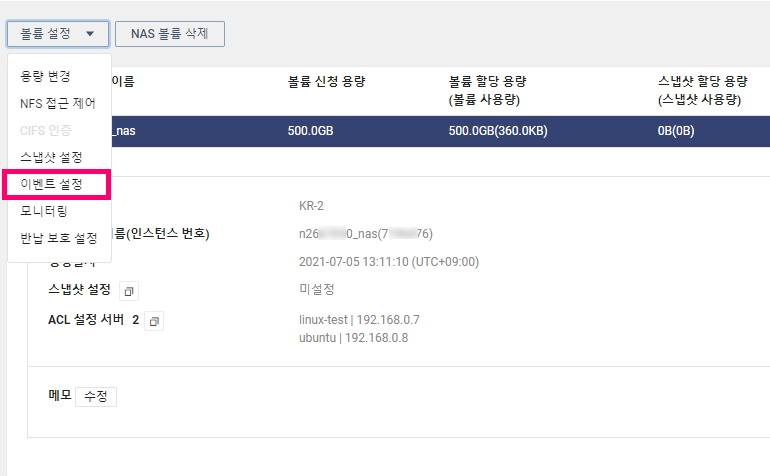 볼륨 설정
NAS 볼륨 삭제
용량 변경
NFS 접근 제어
CIFS 인증
스냅샷 설정
이벤트 설정
모니터링
반납 보호 설정
이름 볼륨 신청 용량 볼륨 할당 용량 스냅샷 할당 용량
(볼륨 사용량) (스냅샷 사용량)
_nas 500.0GB 500.0GB(360.0KB) 0B(0B)
KR-2
이름(인스턴스 번호) n26 0_nas(7 76)
2021-07-05 13:11:10 (UTC+09:00)
스냅샷 설정 미설정
ACL 설정 서버 2 linux-test | 192.168.0.7
ubuntu | 192.168.0.8
메모 수정